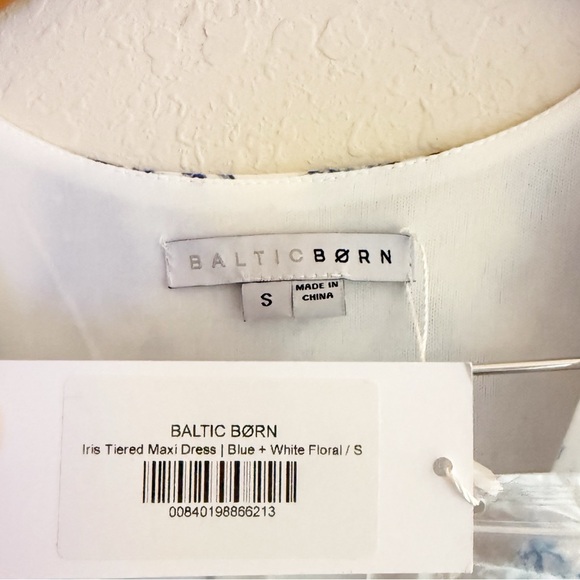 BALTICBØRN
S
MADE IN
CHINA
BALTIC BØRN
Iris Tiered Maxi Dress | Blue + White Floral / S
00840198866213